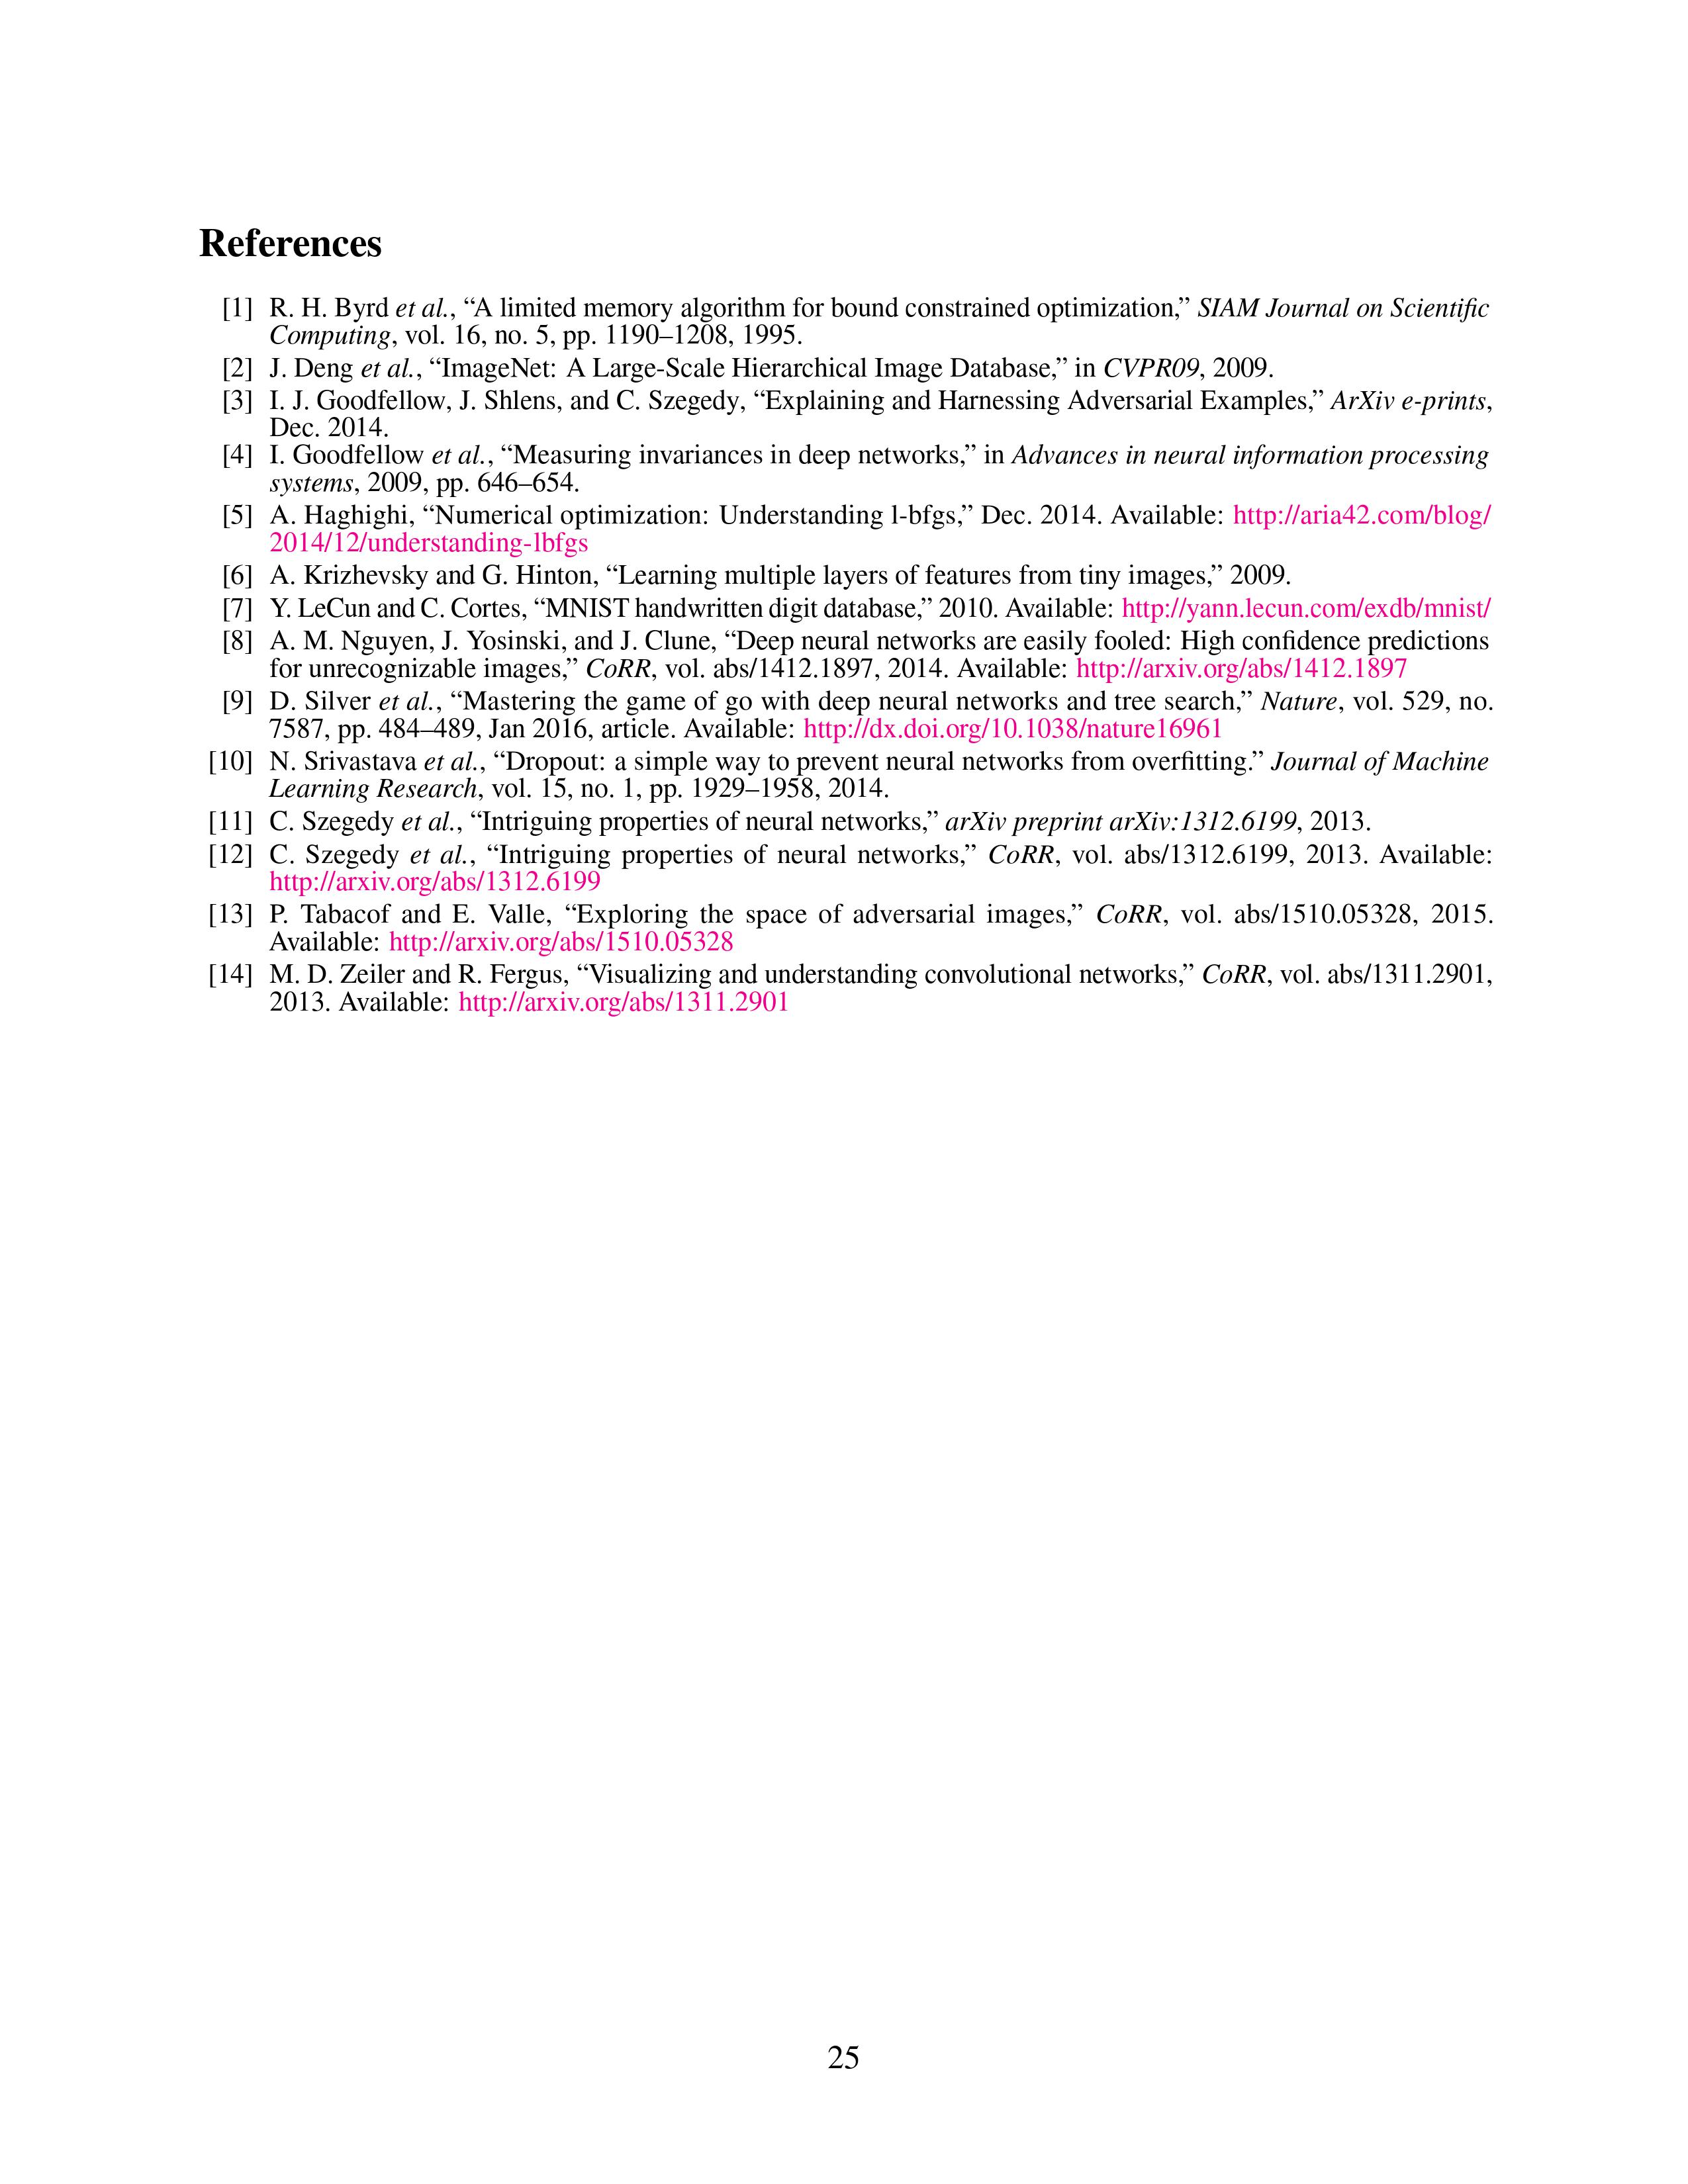 References
[1] R. H. Byrd et al., “A limited memory algorithm for bound constrained optimization,” SIAM Journal on Scientific
Computing, vol. 16, no. 5, pp. 1190–1208, 1995.
[2] J. Deng et al., “ImageNet: A Large-Scale Hierarchical Image Database,” in CVPR09, 2009.
[3] I. J. Goodfellow, J. Shlens, and C. Szegedy, “Explaining and Harnessing Adversarial Examples,” ArXiv e-prints,
Dec. 2014.
[4] I. Goodfellow et al., “Measuring invariances in deep networks,” in Advances in neural information processing
systems, 2009, pp. 646–654.
[5] A. Haghighi, “Numerical optimization: Understanding l-bfgs,” Dec. 2014. Available: http://aria42.com/blog/
2014/12/understanding-lbfgs
[6] A. Krizhevsky and G. Hinton, “Learning multiple layers of features from tiny images,” 2009.
[7] Y. LeCun and C. Cortes, “MNIST handwritten digit database,” 2010. Available: http://yann.lecun.com/exdb/mnist/
[8] A. M. Nguyen, J. Yosinski, and J. Clune, “Deep neural networks are easily fooled: High confidence predictions
for unrecognizable images,” CoRR, vol. abs/1412.1897, 2014. Available: http://arxiv.org/abs/1412.1897
[9] D. Silver et al., “Mastering the game of go with deep neural networks and tree search,” Nature, vol. 529, no.
7587, pp. 484–489, Jan 2016, article. Available: http://dx.doi.org/10.1038/nature16961
[10] N. Srivastava et al., “Dropout: a simple way to prevent neural networks from overfitting.” Journal of Machine
Learning Research, vol. 15, no. 1, pp. 1929–1958, 2014.
[11] C. Szegedy et al., “Intriguing properties of neural networks,” arXiv preprint arXiv:1312.6199, 2013.
[12] C. Szegedy et al., “Intriguing properties of neural networks,” CoRR, vol. abs/1312.6199, 2013. Available:
http://arxiv.org/abs/1312.6199
[13] P. Tabacof and E. Valle, “Exploring the space of adversarial images,” CoRR, vol. abs/1510.05328, 2015.
Available: http://arxiv.org/abs/1510.05328
[14] M. D. Zeiler and R. Fergus, “Visualizing and understanding convolutional networks,” CoRR, vol. abs/1311.2901,
2013. Available: http://arxiv.org/abs/1311.2901
25